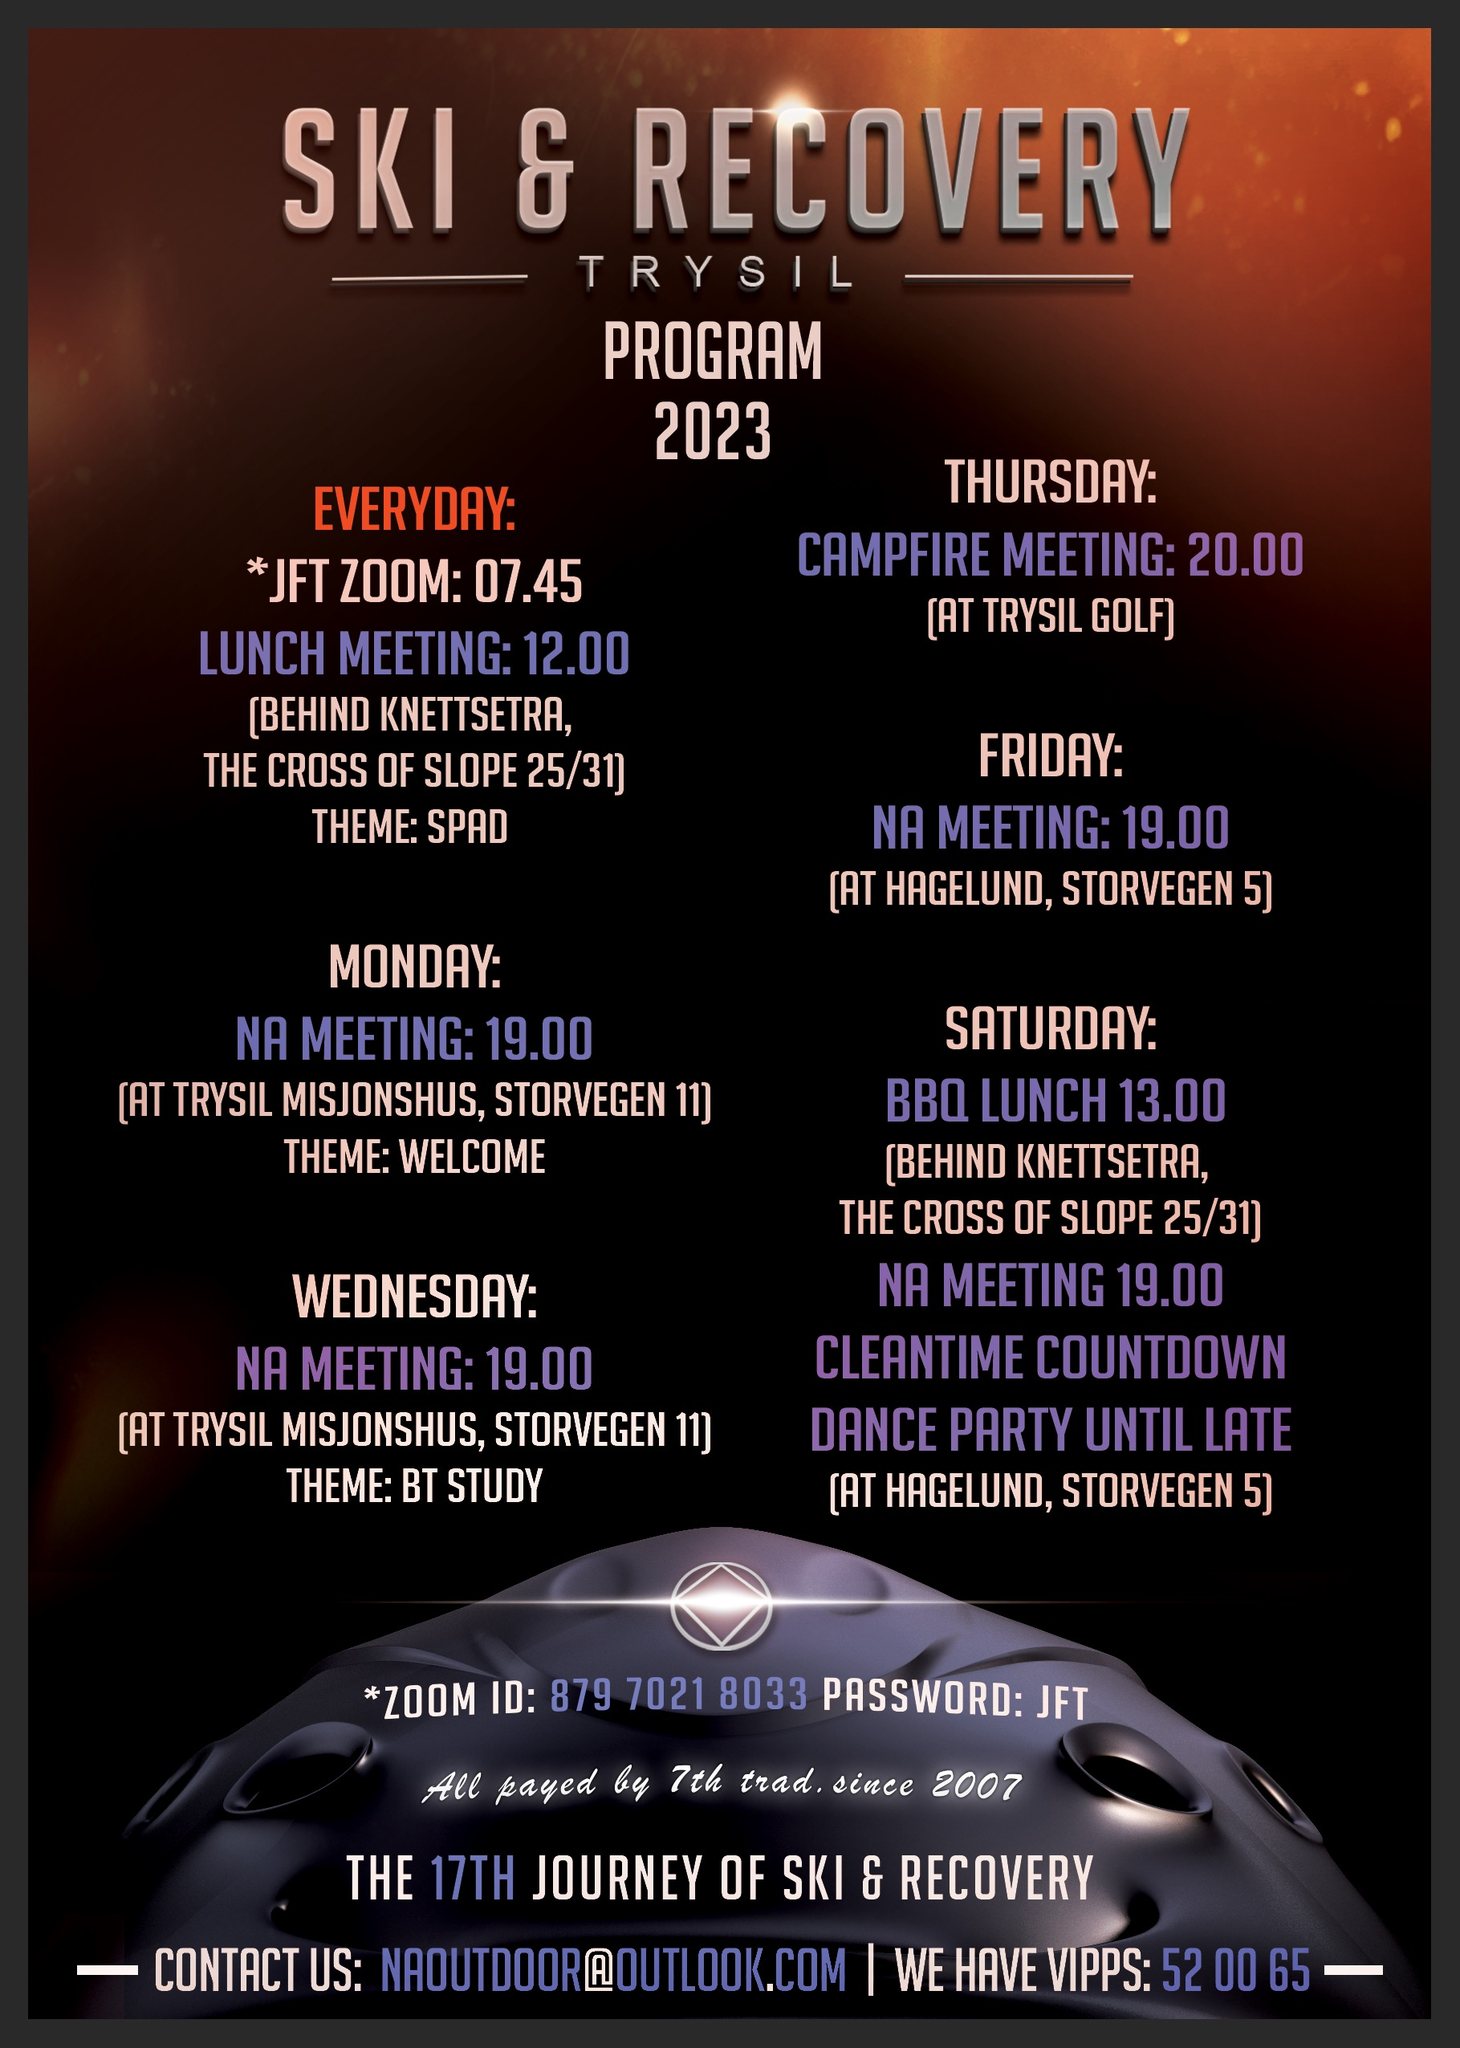 SKI & RECOVERY
TRYSIL
PROGRAM
2023
EVERYDAY:
*JFT ZOOM: 07.45
LUNCH MEETING: 12.00
(BEHIND KNETTSETRA,
THE CROSS OF SLOPE 25/31)
THEME: SPAD
MONDAY:
NA MEETING: 19.00
(AT TRYSIL MISJONSHUS, STORVEGEN 11)
THEME: WELCOME
WEDNESDAY:
NA MEETING: 19.00
(AT TRYSIL MISJONSHUS, STORVEGEN 11)
THEME: BT STUDY
THURSDAY:
CAMPFIRE MEETING: 20.00
(AT TRYSIL GOLF)
FRIDAY:
NA MEETING: 19.00
(AT HAGELUND, STORVEGEN 5)
SATURDAY:
BBQ LUNCH 13.00
(BEHIND KNETTSETRA,
THE CROSS OF SLOPE 25/31)
NA MEETING 19.00
CLEANTIME COUNTDOWN
DANCE PARTY UNTIL LATE
(AT HAGELUND, STORVEGEN 5)
*ZOOM ID: 879 7021 8033 PASSWORD: JFT
All payed by 7th trad. since 2007
THE 17TH JOURNEY OF SKI & RECOVERY
CONTACT US: NAOUTDOOR@OUTLOOK.COM | WE HAVE VIPPS: 52 00 65